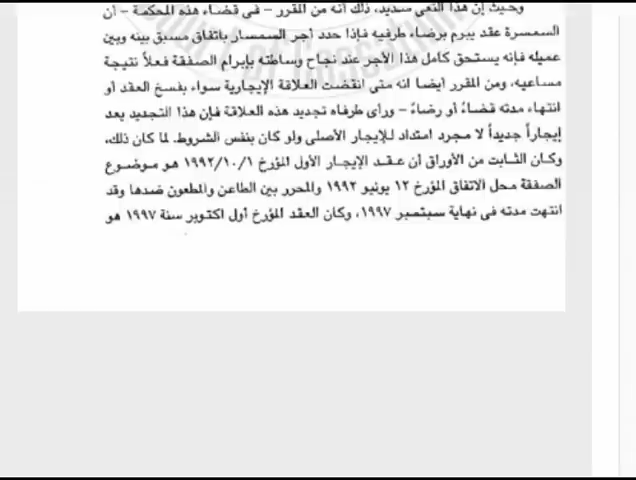 وحيث إن هذا النعى سديد، ذلك أنه من المقرر – فى قضاء هذه المحكمة – أن
السمسرة عقد يبرم برضاء طرفيه فإذا حدد أجر السمسار باتفاق مسبق بينه وبين
عميله فإنه يستحق كامل هذا الأجر عند نجاح وساطته بإبرام الصفقة فعلاً نتيجة
مساعيه، ومن المقرر أيضا انه متى انقضت العلاقة الإيجارية سواء بفسخ العقد أو
انتهاء مدته قضاءً أو رضاءً – ورأى طرفاه تجديد هذه العلاقة فإن هذا التجديد يعد
إيجاراً جديداً لا مجرد امتداد للإيجار الأصلى ولو كان بنفس الشروط. لما كان ذلك،
وكان الثابت من الأوراق أن عقد الإيجار الأول المؤرخ ١٩٩٢/١٠/١ هو موضوع
الصفقة محل الاتفاق المؤرخ ١٢ يونيو ١٩٩٢ والمحرر بين الطاعن والمطعون ضدها وقد
انتهت مدته فى نهاية سبتمبر ١٩٩٧، وكان العقد المؤرخ أول اكتوبر سنة ١٩٩٧ هو